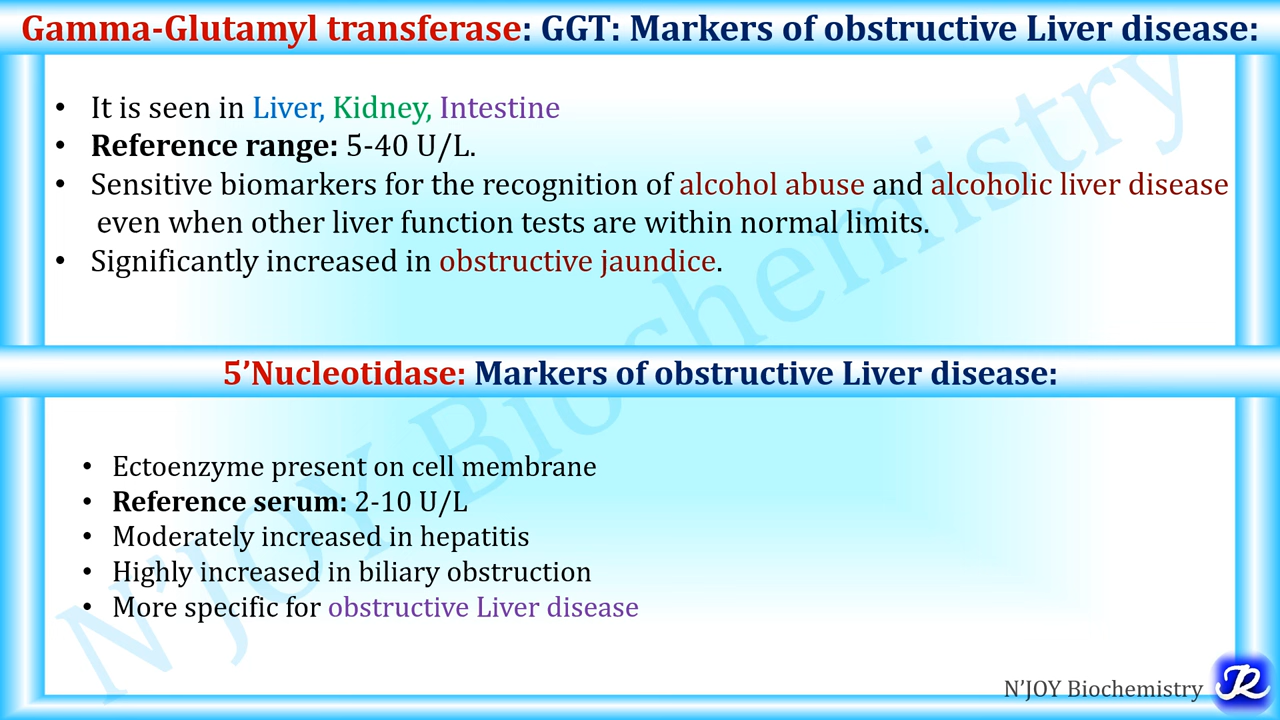 Gamma-Glutamyl transferase: GGT: Markers of obstructive Liver disease:
• It is seen in Liver, Kidney, Intestine
• Reference range: 5-40 U/L.
• Sensitive biomarkers for the recognition of alcohol abuse and alcoholic liver disease
even when other liver function tests are within normal limits.
• Significantly increased in obstructive jaundice.
5’Nucleotidase: Markers of obstructive Liver disease:
• Ectoenzyme present on cell membrane
• Reference serum: 2-10 U/L
• Moderately increased in hepatitis
• Highly increased in biliary obstruction
• More specific for obstructive Liver disease
N’JOY Biochemistry
N’JOY Biochemistry